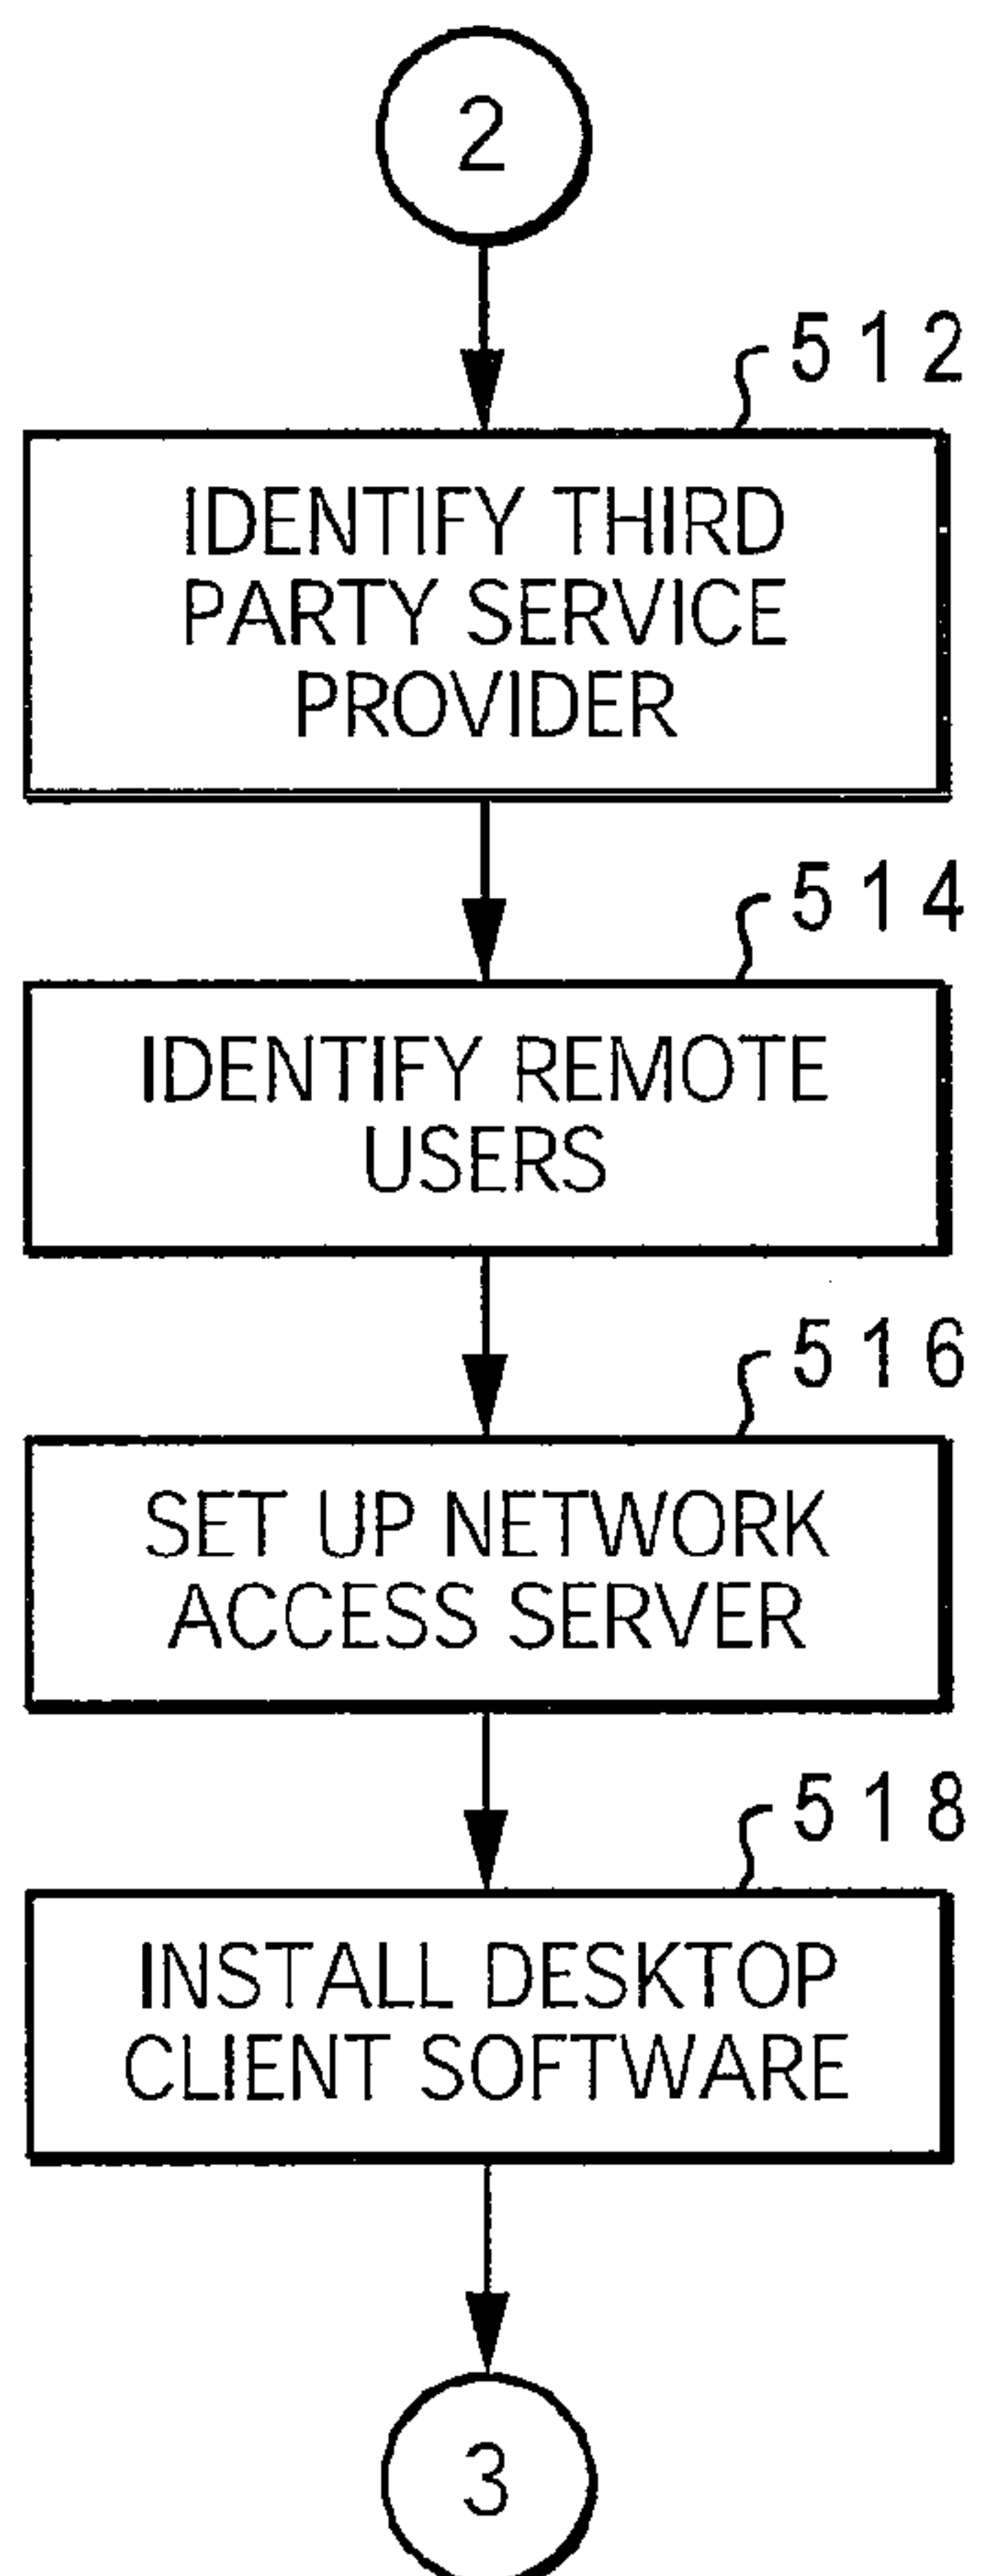 2
512
IDENTIFY THIRD
PARTY SERVICE
PROVIDER
514
IDENTIFY REMOTE
USERS
516
SET UP NETWORK
ACCESS SERVER
518
INSTALL DESKTOP
CLIENT SOFTWARE
3